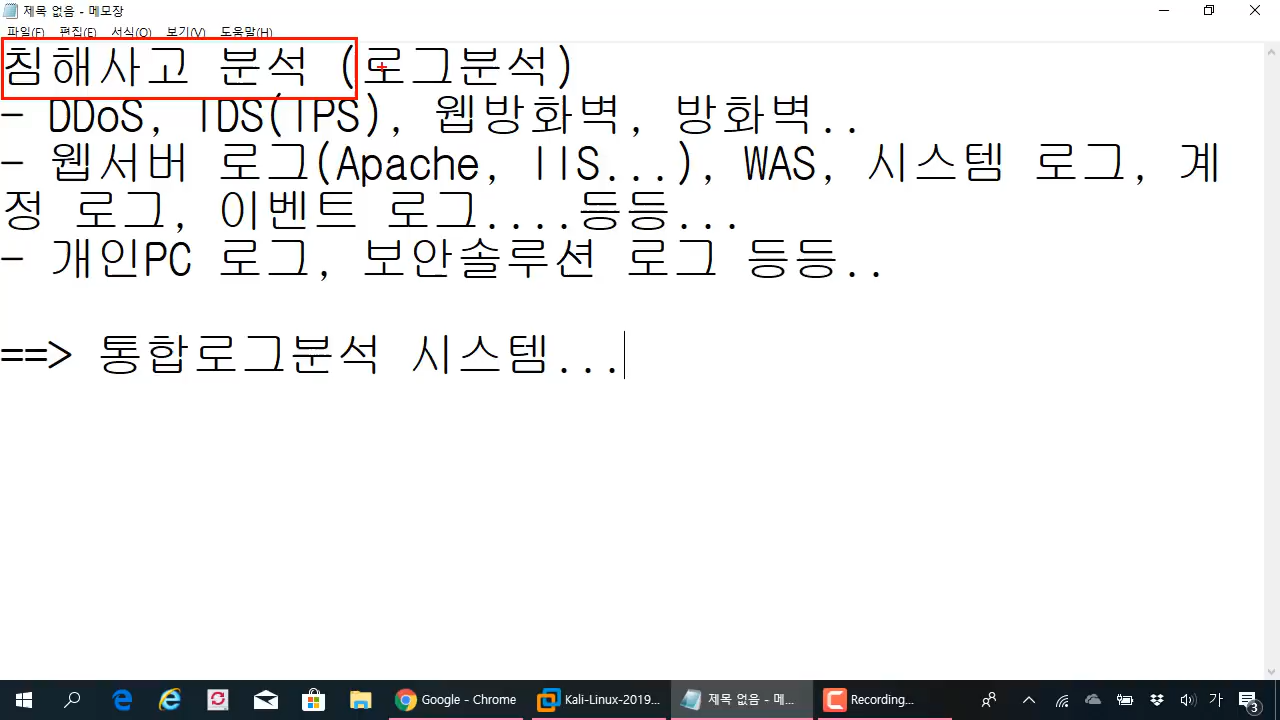 제목 없음 - 메모장
파일(F) 편집(E) 서식(O) 보기(V) 도움말(H)
침해사고 분석 (로그분석)
- DDoS, IDS(IPS), 웹방화벽, 방화벽..
- 웹서버 로그(Apache, IIS...), WAS, 시스템 로그, 계
정 로그, 이벤트 로그....등등...
- 개인PC 로그, 보안솔루션 로그 등등..
==> 통합로그분석 시스템...
Google - Chrome
Kali-Linux-2019...
제목 없음 - 메...
Recording...
가
3